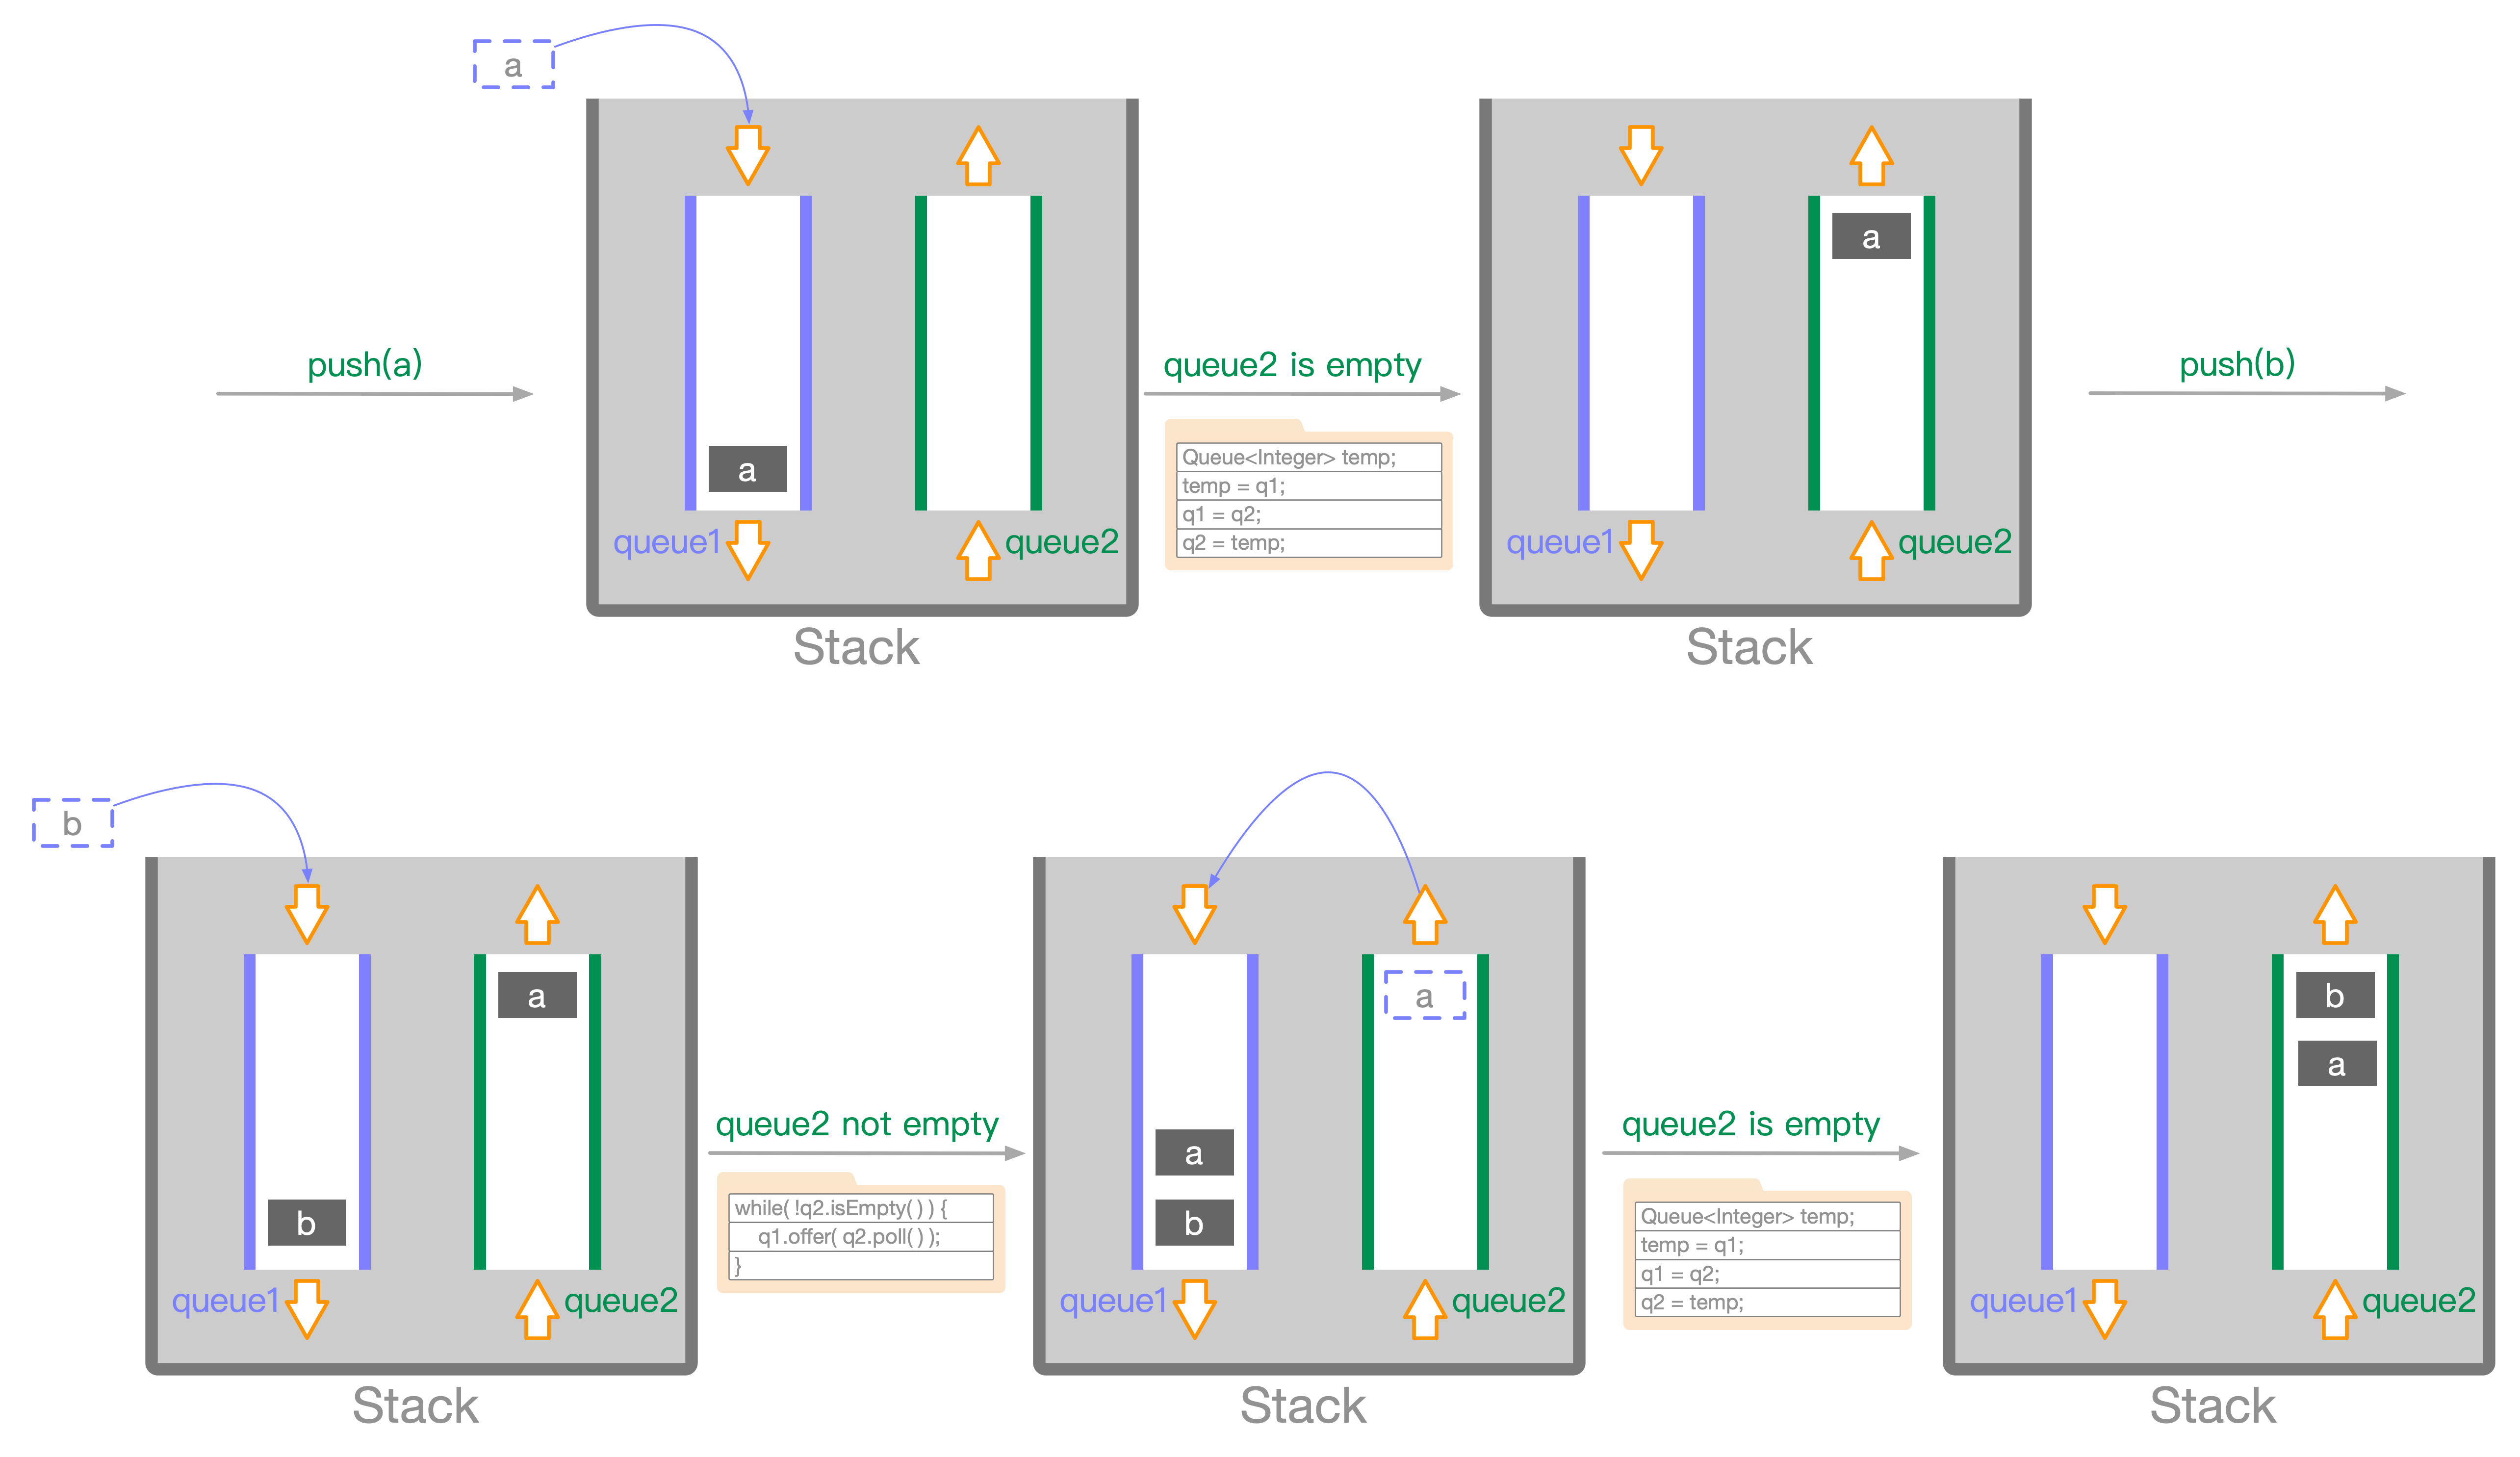 a
push(a)
a
queue1
queue2
Stack
queue2 is empty
Queue<Integer> temp;
temp = q1;
q1 = q2;
q2 = temp;
a
queue1
queue2
Stack
push(b)
b
a
b
queue1
queue2
Stack
queue2 not empty
while( !q2.isEmpty( ) ) {
q1.offer( q2.poll( ) );
}
a
a
b
queue1
queue2
Stack
queue2 is empty
Queue<Integer> temp;
temp = q1;
q1 = q2;
q2 = temp;
b
a
queue1
queue2
Stack